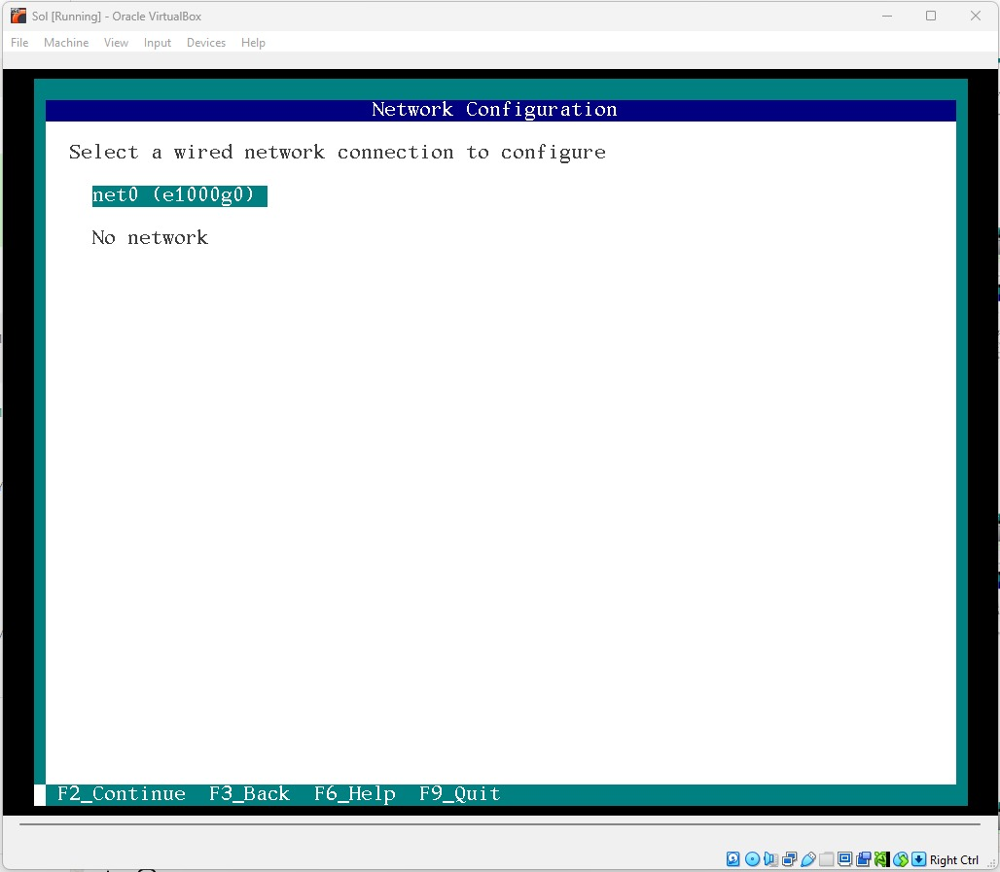 Sol [Running] - Oracle VirtualBox
File Machine View Input Devices Help
Network Configuration
Select a wired network connection to configure
net0 (e1000g0)
No network
F2_Continue F3_Back F6_Help F9_Quit
Right Ctrl